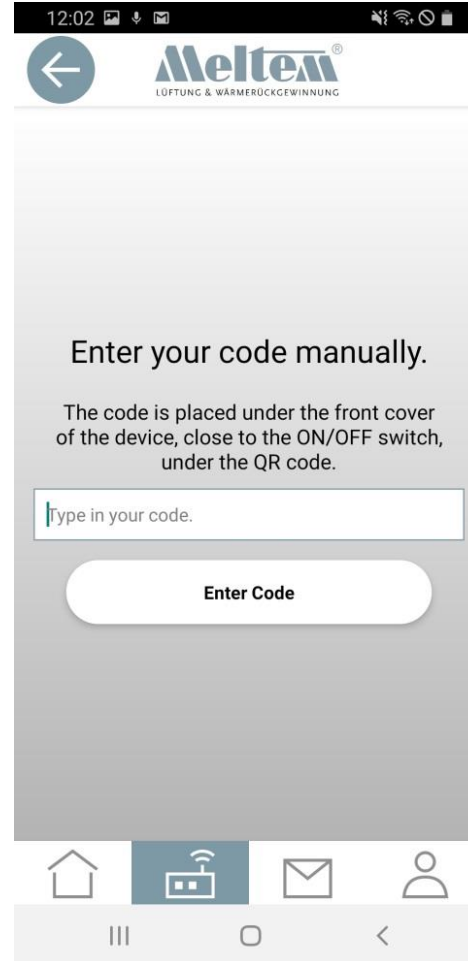 12:02
Meltem®
LÜFTUNG & WÄRMERÜCKGEWINNUNG
Enter your code manually.
The code is placed under the front cover
of the device, close to the ON/OFF switch,
under the QR code.
Type in your code.
Enter Code